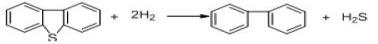 S + 2H₂ ⟶ + H₂S